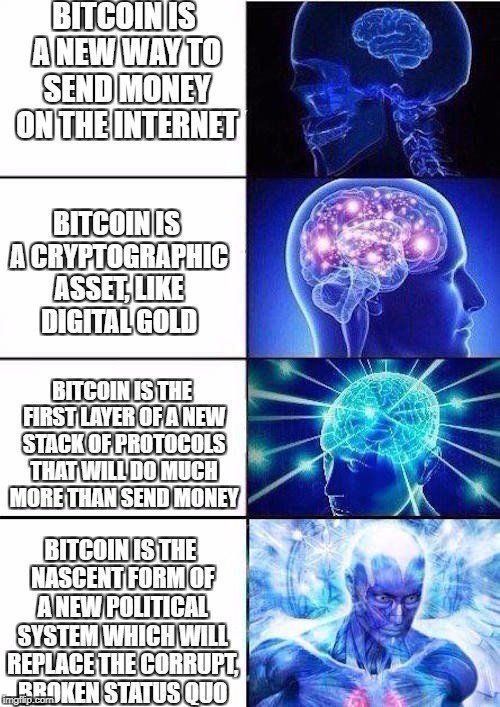 BITCOIN IS
A NEW WAY TO
SEND MONEY
ON THE INTERNET
BITCOIN IS
A CRYPTOGRAPHIC
ASSET, LIKE
DIGITAL GOLD
BITCOIN IS THE
FIRST LAYER OF A NEW
STACK OF PROTOCOLS
THAT WILL DO MUCH
MORE THAN SEND MONEY
BITCOIN IS THE
NASCENT FORM OF
A NEW POLITICAL
SYSTEM WHICH WILL
REPLACE THE CORRUPT,
BROKEN STATUS QUO
imgflip.com